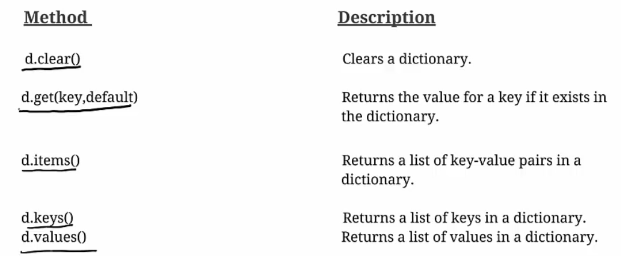 Method Description
d.clear() Clears a dictionary.
d.get(key,default) Returns the value for a key if it exists in
the dictionary.
d.items() Returns a list of key-value pairs in a
dictionary.
d.keys() Returns a list of keys in a dictionary.
d.values() Returns a list of values in a dictionary.